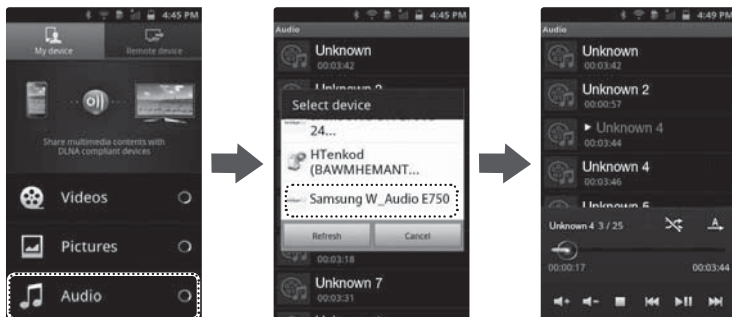 4:45 PM
My device
Remote device
Share multimedia contents with
DLNA compliant devices
Videos
Pictures
Audio
4:45 PM
Audio
Unknown
00:03:42
Select device
24...
HTenkod
(BAWMHEMANT...
Samsung W_Audio E750
Refresh
Cancel
00:03:18
Unknown 7
00:03:31
4:49 PM
Audio
Unknown
00:03:42
Unknown 2
00:00:57
Unknown 4
00:03:44
Unknown 4
00:03:46
Unknown 5
Unknown 4 3 / 25
A
00:00:17
00:03:44